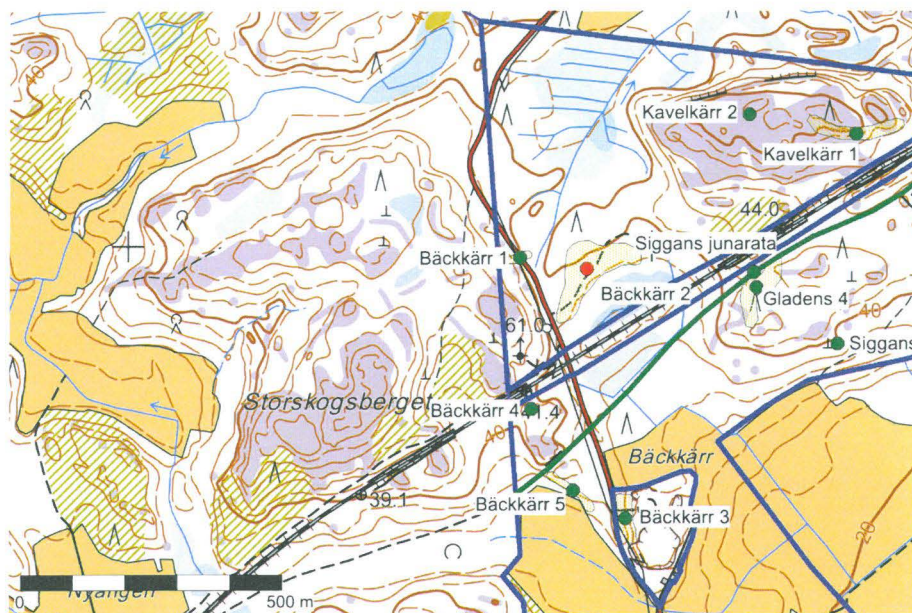 Kavelkärr 2
Kavelkärr 1
44.0
Siggans junarata
Bäckkärr 1
Bäckkärr 2
Gladens 4
40
Siggans
61.0
Storskogsberget
Bäckkärr 4
41.4
40
Bäckkärr
39.1
Bäckkärr 5
Bäckkärr 3
20
Nyängen
0
500 m